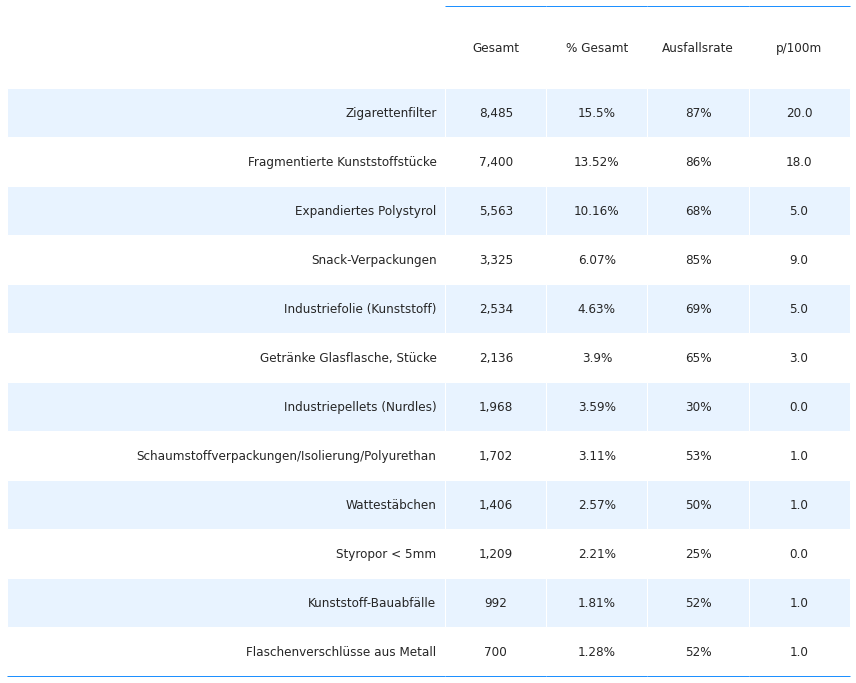 Gesamt % Gesamt Ausfallsrate p/100m
Zigarettenfilter 8,485 15.5% 87% 20.0
Fragmentierte Kunststoffstücke 7,400 13.52% 86% 18.0
Expandiertes Polystyrol 5,563 10.16% 68% 5.0
Snack-Verpackungen 3,325 6.07% 85% 9.0
Industriefolie (Kunststoff) 2,534 4.63% 69% 5.0
Getränke Glasflasche, Stücke 2,136 3.9% 65% 3.0
Industriepellets (Nurdles) 1,968 3.59% 30% 0.0
Schaumstoffverpackungen/Isolierung/Polyurethan 1,702 3.11% 53% 1.0
Wattestäbchen 1,406 2.57% 50% 1.0
Styropor < 5mm 1,209 2.21% 25% 0.0
Kunststoff-Bauabfälle 992 1.81% 52% 1.0
Flaschenverschlüsse aus Metall 700 1.28% 52% 1.0